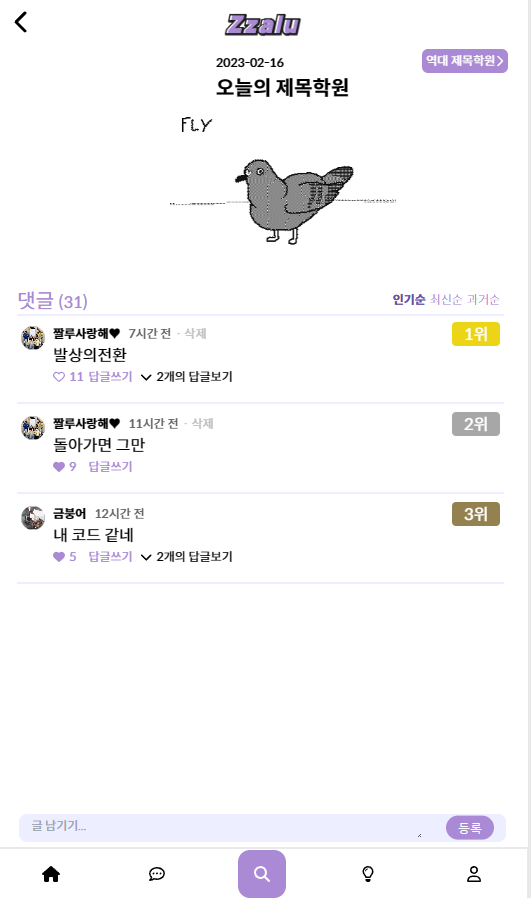 Zzalu
2023-02-16
역대 제목학원
오늘의 제목학원
FLY
댓글 (31)
인기순 최신순 과거순
짤루사랑해♥ 7시간 전 · 삭제
1위
발상의전환
11 답글쓰기 2개의 답글보기
짤루사랑해♥ 11시간 전 · 삭제
2위
돌아가면 그만
9 답글쓰기
금붕어 12시간 전
3위
내 코드 같네
5 답글쓰기 2개의 답글보기
글 남기기...
등록